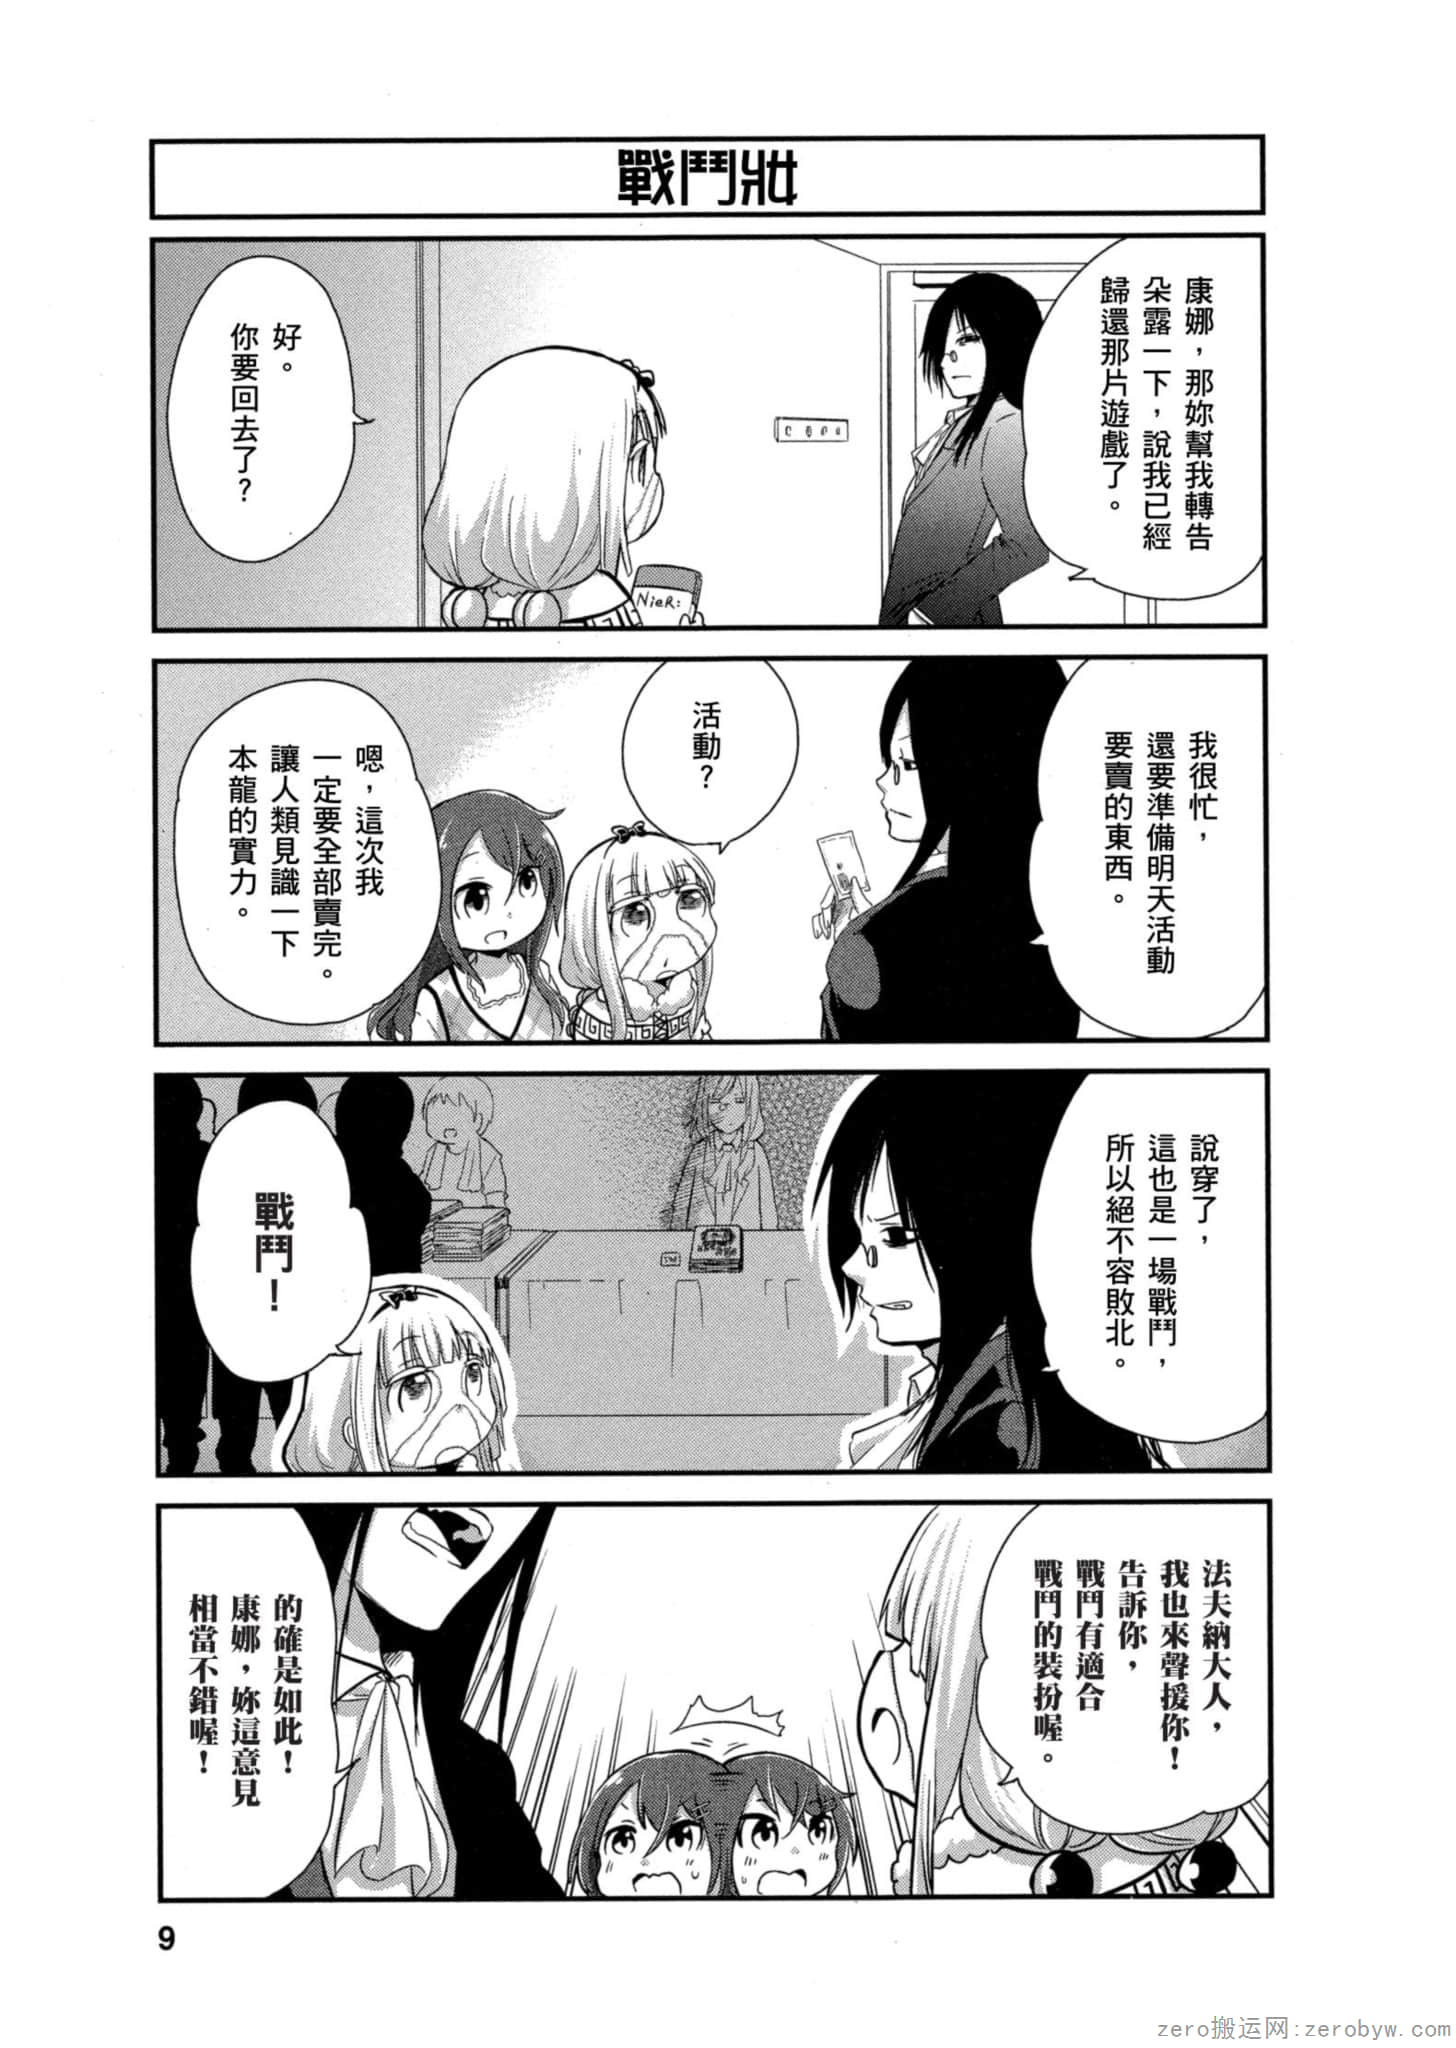 戰鬥妝
康娜，那妳幫我轉告
朵露一下，說我已經
歸還那片遊戲了。
好。
你要回去了？
NieR:
我很忙，
還要準備明天活動
要賣的東西。
活動？
嗯，這次我
一定要全部賣完。
讓人類見識一下
本龍的實力。
說穿了，
這也是一場戰鬥，
所以絕不容敗北。
戰鬥！
法夫納大人，
我也來聲援你！
告訴你，
戰鬥有適合
戰鬥的裝扮喔。
的確是如此！
康娜，妳這意見
相當不錯喔！
9
zero搬运网:zerobyw.com